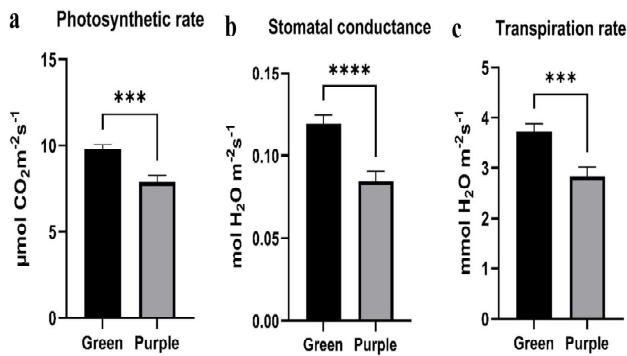 a Photosynthetic rate
μmol CO₂m⁻²s⁻¹
15
10
5
0
***
Green Purple
b Stomatal conductance
mol H₂O m⁻²s⁻¹
0.15
0.10
0.05
0.00
****
Green Purple
c Transpiration rate
mmol H₂O m⁻²s⁻¹
5
4
3
2
1
0
***
Green Purple